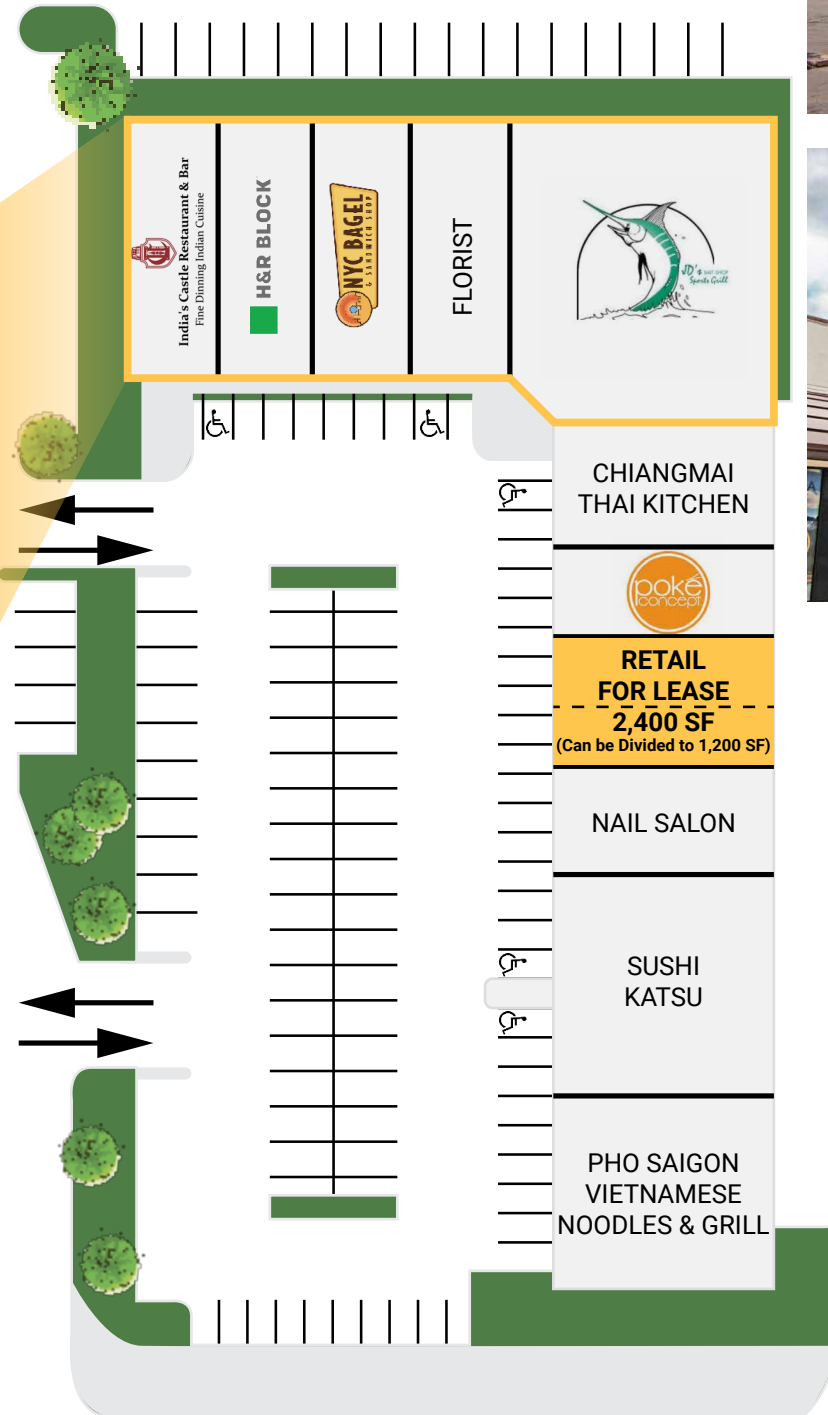 India's Castle Restaurant & Bar
Fine Dinning Indian Cuisine
H&R BLOCK
NYC BAGEL
& SANDWICH SHOP
FLORIST
JD's BAIT SHOP
Sports Grill
CHIANGMAI
THAI KITCHEN
poké
concept
RETAIL
FOR LEASE
2,400 SF
(Can be Divided to 1,200 SF)
NAIL SALON
SUSHI
KATSU
PHO SAIGON
VIETNAMESE
NOODLES & GRILL